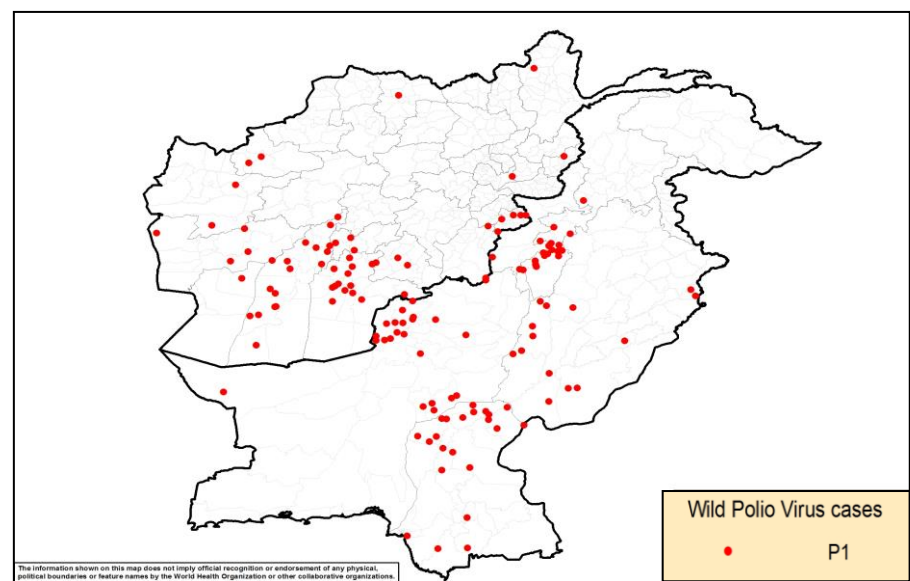 Wild Polio Virus cases
P1
The information shown on this map does not imply official recognition or endorsement of any physical,
political boundaries or feature names by the World Health Organization or other collaborative organizations.